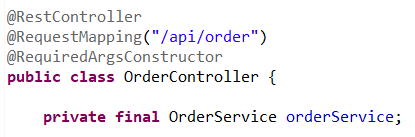 @RestController
@RequestMapping("/api/order")
@RequiredArgsConstructor
public class OrderController {
private final OrderService orderService;